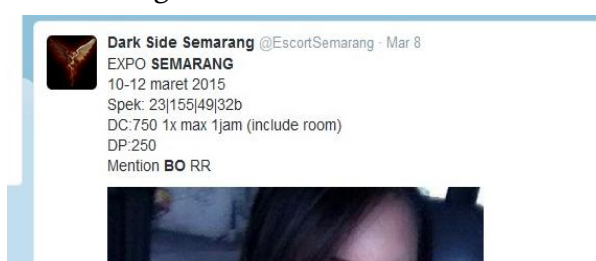 Dark Side Semarang @EscortSemarang · Mar 8
EXPO SEMARANG
10-12 maret 2015
Spek: 23|155|49|32b
DC:750 1x max 1jam (include room)
DP:250
Mention BO RR